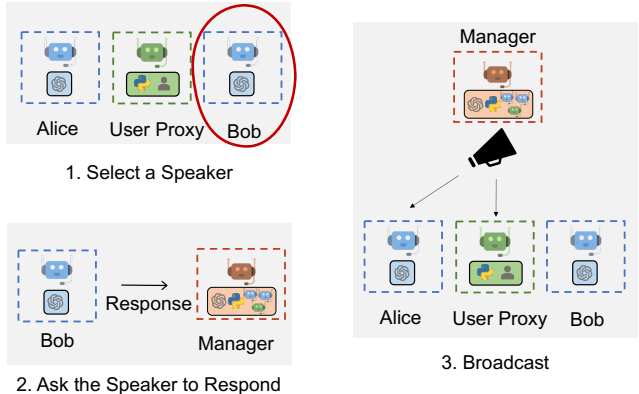 Alice
User Proxy
Bob
1. Select a Speaker
Response
Bob
Manager
2. Ask the Speaker to Respond
Manager
Alice
User Proxy
Bob
3. Broadcast